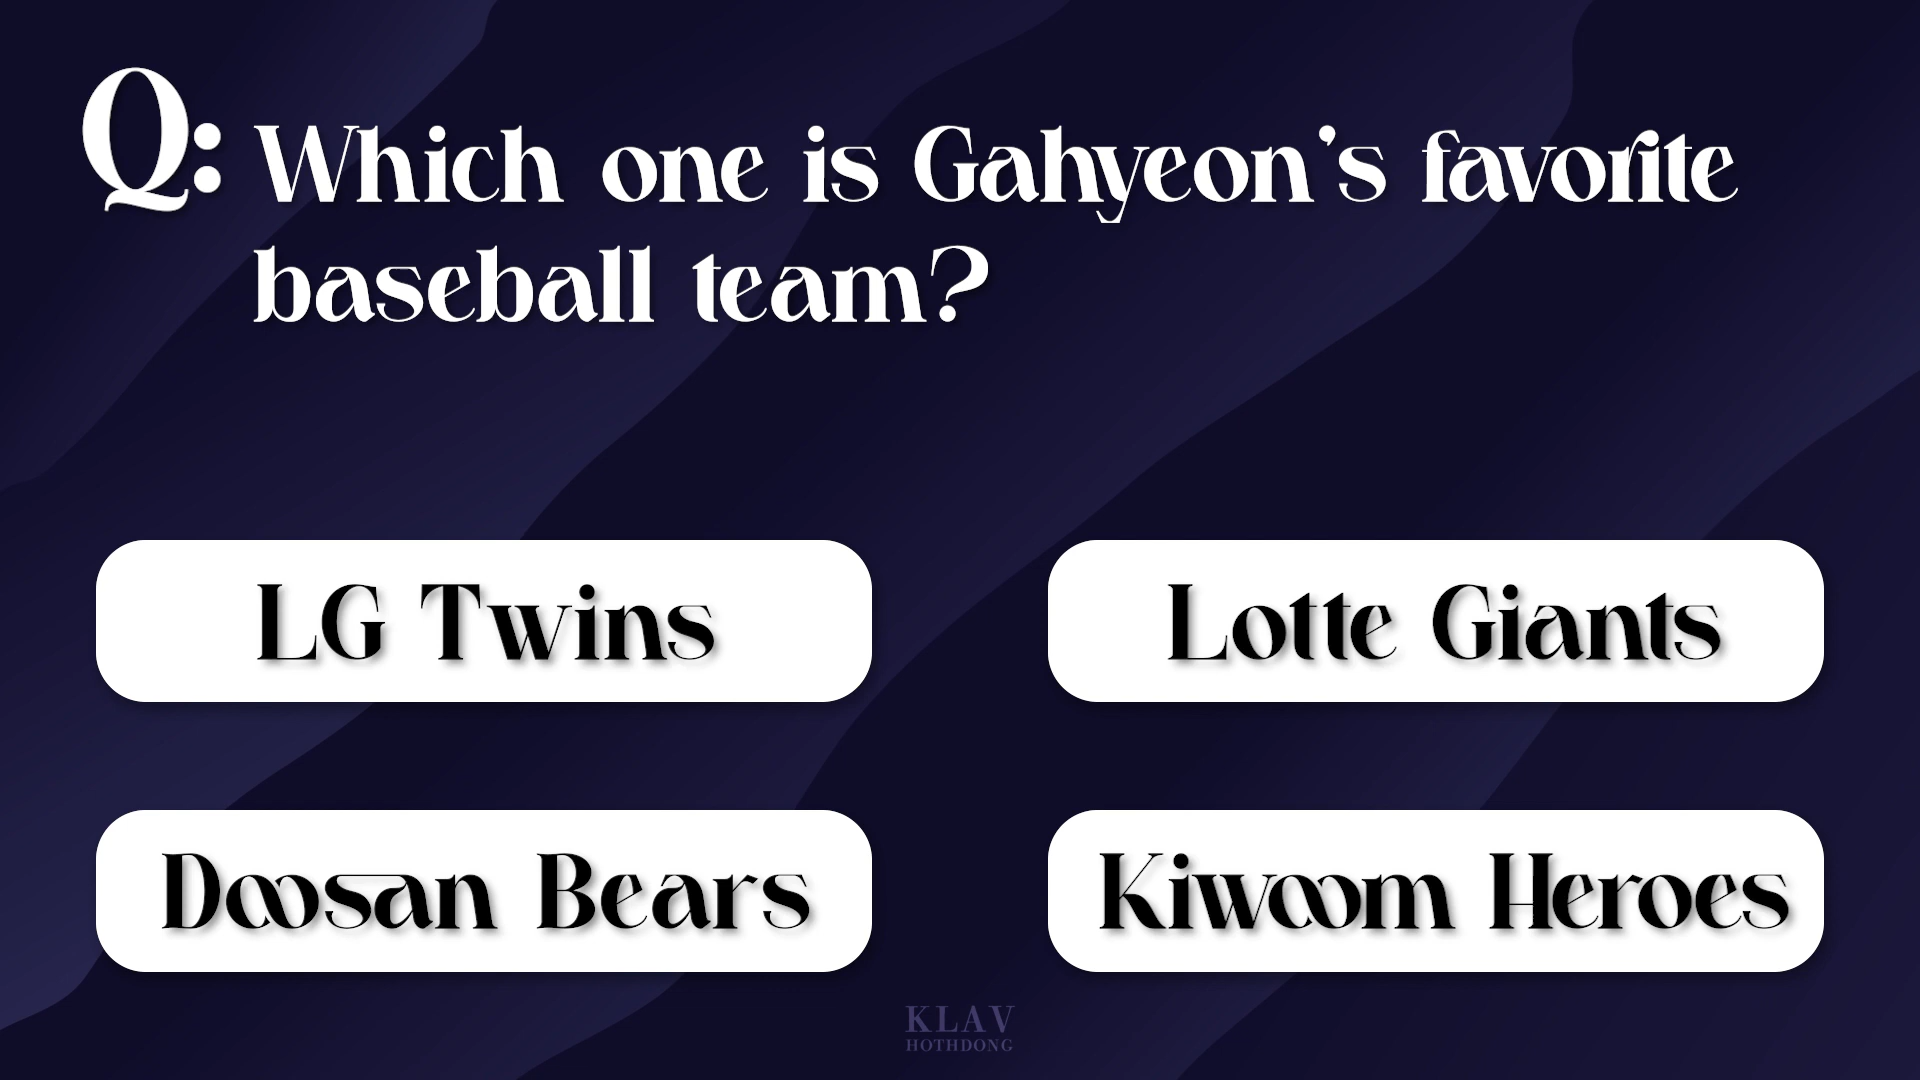 Q: Which one is Gahyeon's favorite
baseball team?
LG Twins
Lotte Giants
Doosan Bears
Kiwoom Heroes
KLAV
HOTHDONG